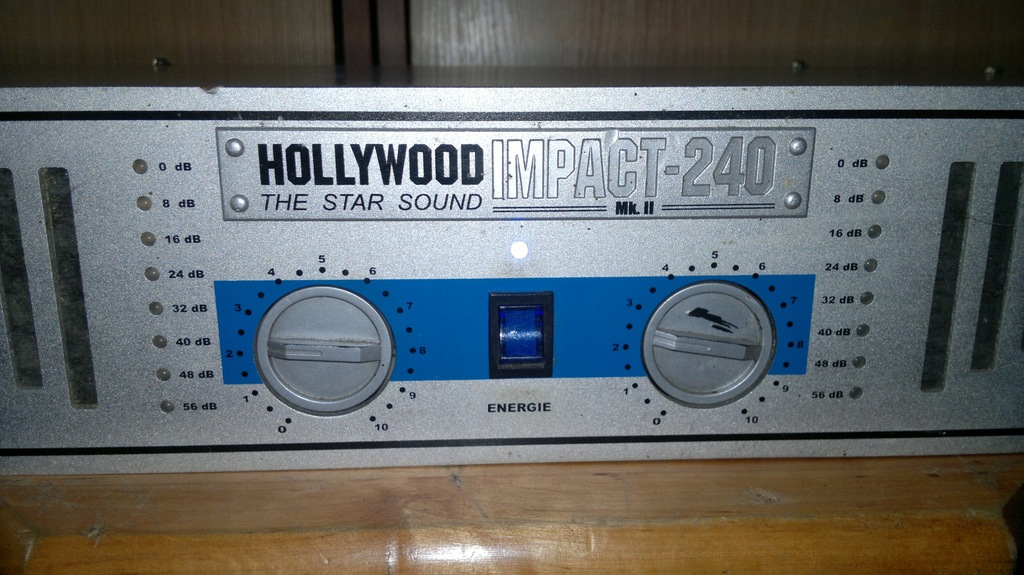 HOLLYWOOD IMPACT-240
THE STAR SOUND Mk. II
0 dB
8 dB
16 dB
24 dB
32 dB
40 dB
48 dB
56 dB
0 1 2 3 4 5 6 7 8 9 10
ENERGIE
0 1 2 3 4 5 6 7 8 9 10
0 dB
8 dB
16 dB
24 dB
32 dB
40 dB
48 dB
56 dB